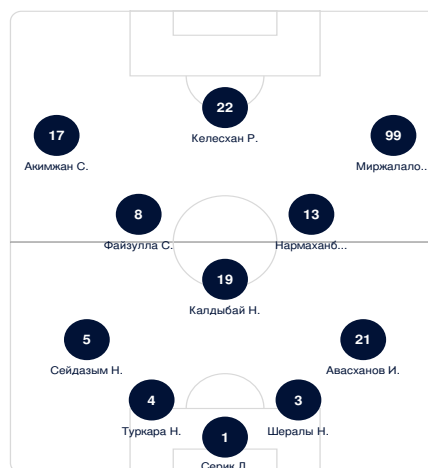 22
Келесхан Р.
17
Акимжан С.
99
Миржалало...
8
Файзулла С.
13
Нармаханб...
19
Калдыбай Н.
5
Сейдазым Н.
21
Авасханов И.
4
Туркара Н.
3
Шералы Н.
1
Серик Д.